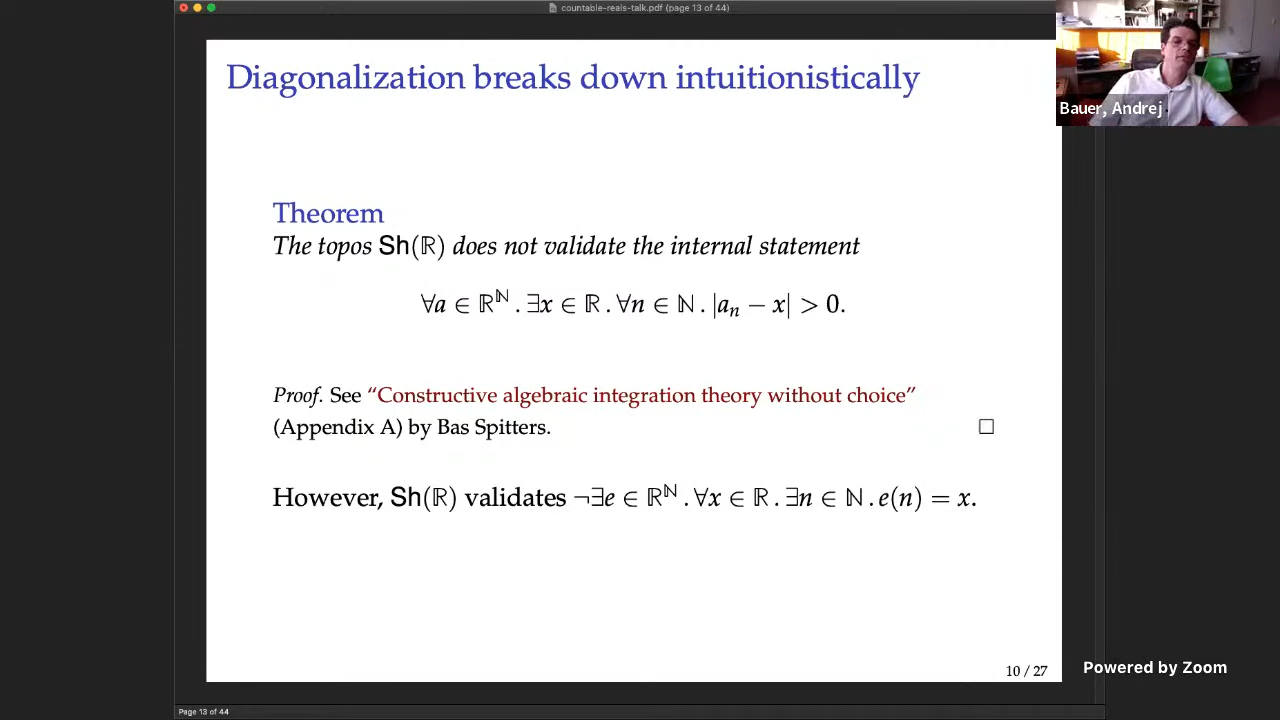 countable-reals-talk.pdf (page 13 of 44)
Diagonalization breaks down intuitionistically
Bauer, Andrej
Theorem
The topos Sh(ℝ) does not validate the internal statement
∀a ∈ ℝ^ℕ . ∃x ∈ ℝ . ∀n ∈ ℕ . |aₙ − x| > 0.
Proof. See “Constructive algebraic integration theory without choice”
(Appendix A) by Bas Spitters. □
However, Sh(ℝ) validates ¬∃e ∈ ℝ^ℕ . ∀x ∈ ℝ . ∃n ∈ ℕ . e(n) = x.
10 / 27
Powered by Zoom
Page 13 of 44